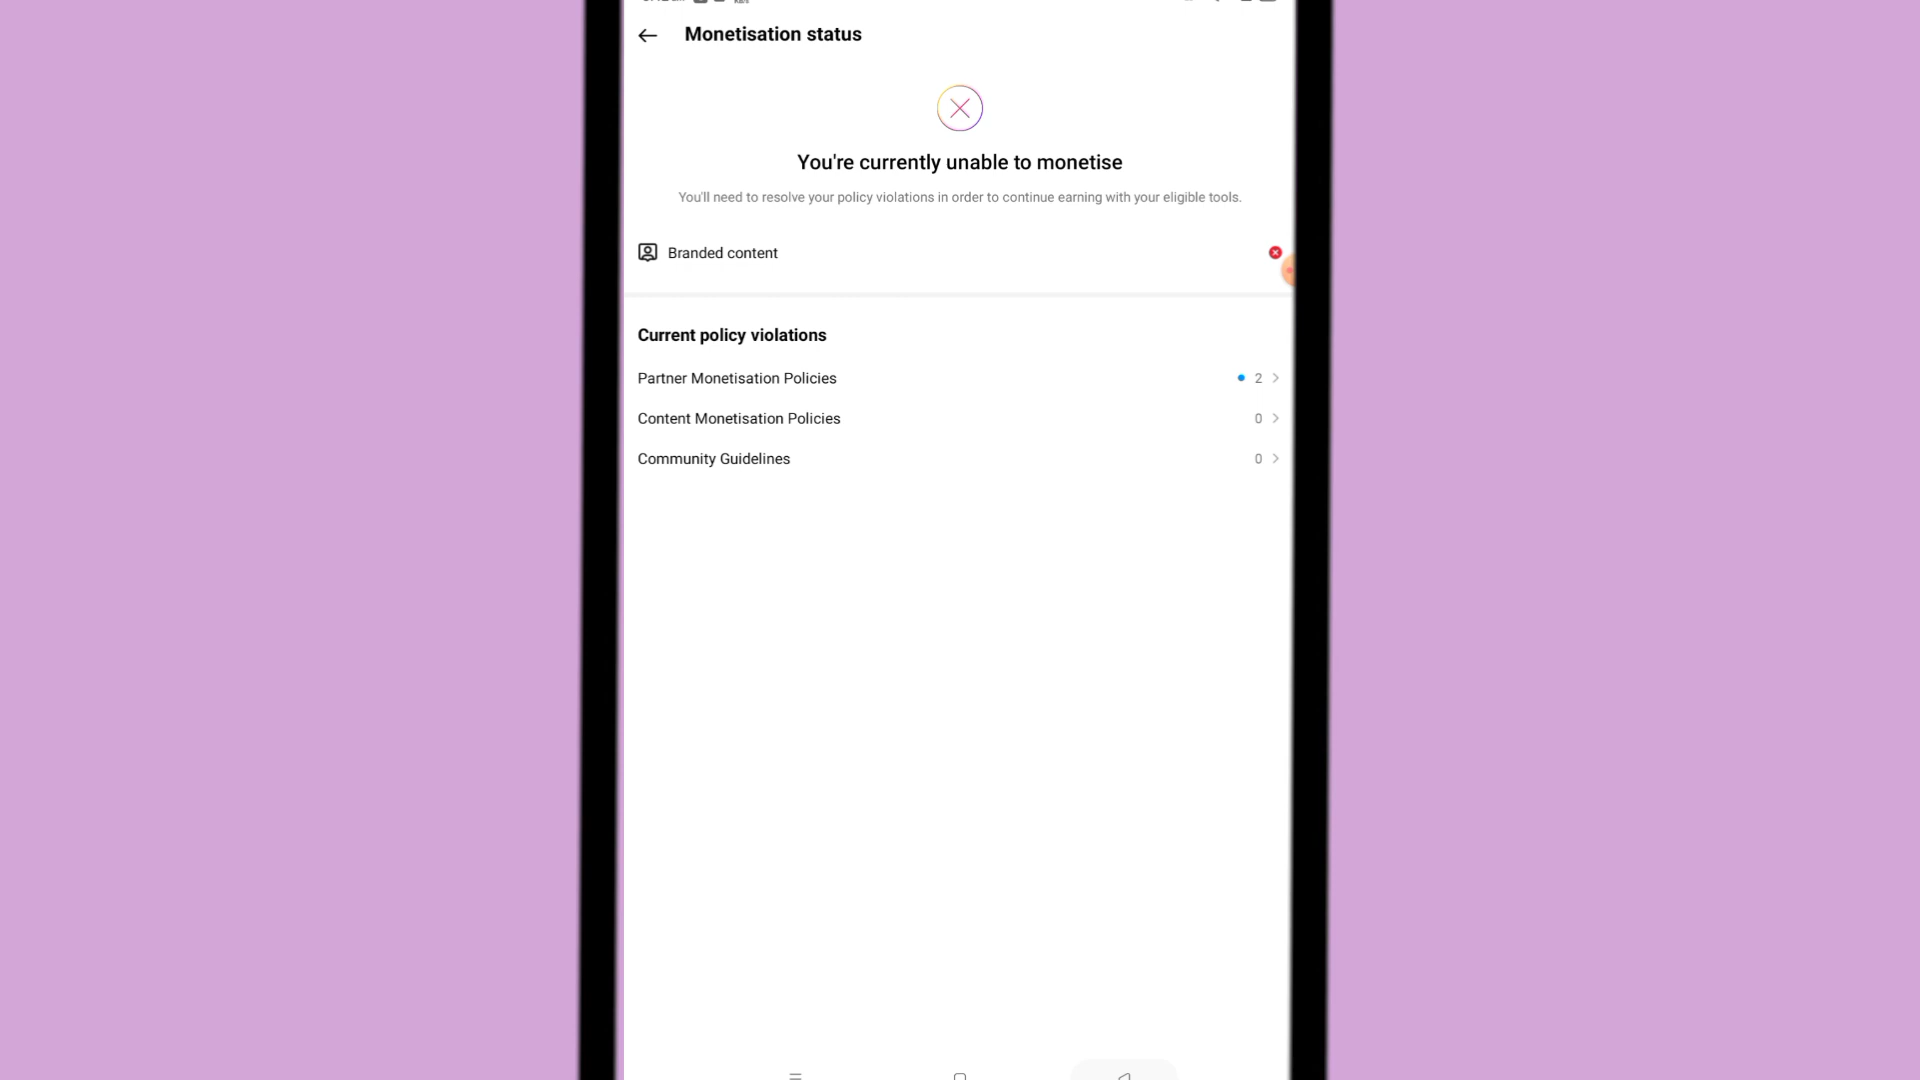 Monetisation status
You're currently unable to monetise
You'll need to resolve your policy violations in order to continue earning with your eligible tools.
Branded content
Current policy violations
Partner Monetisation Policies 2
Content Monetisation Policies 0
Community Guidelines 0